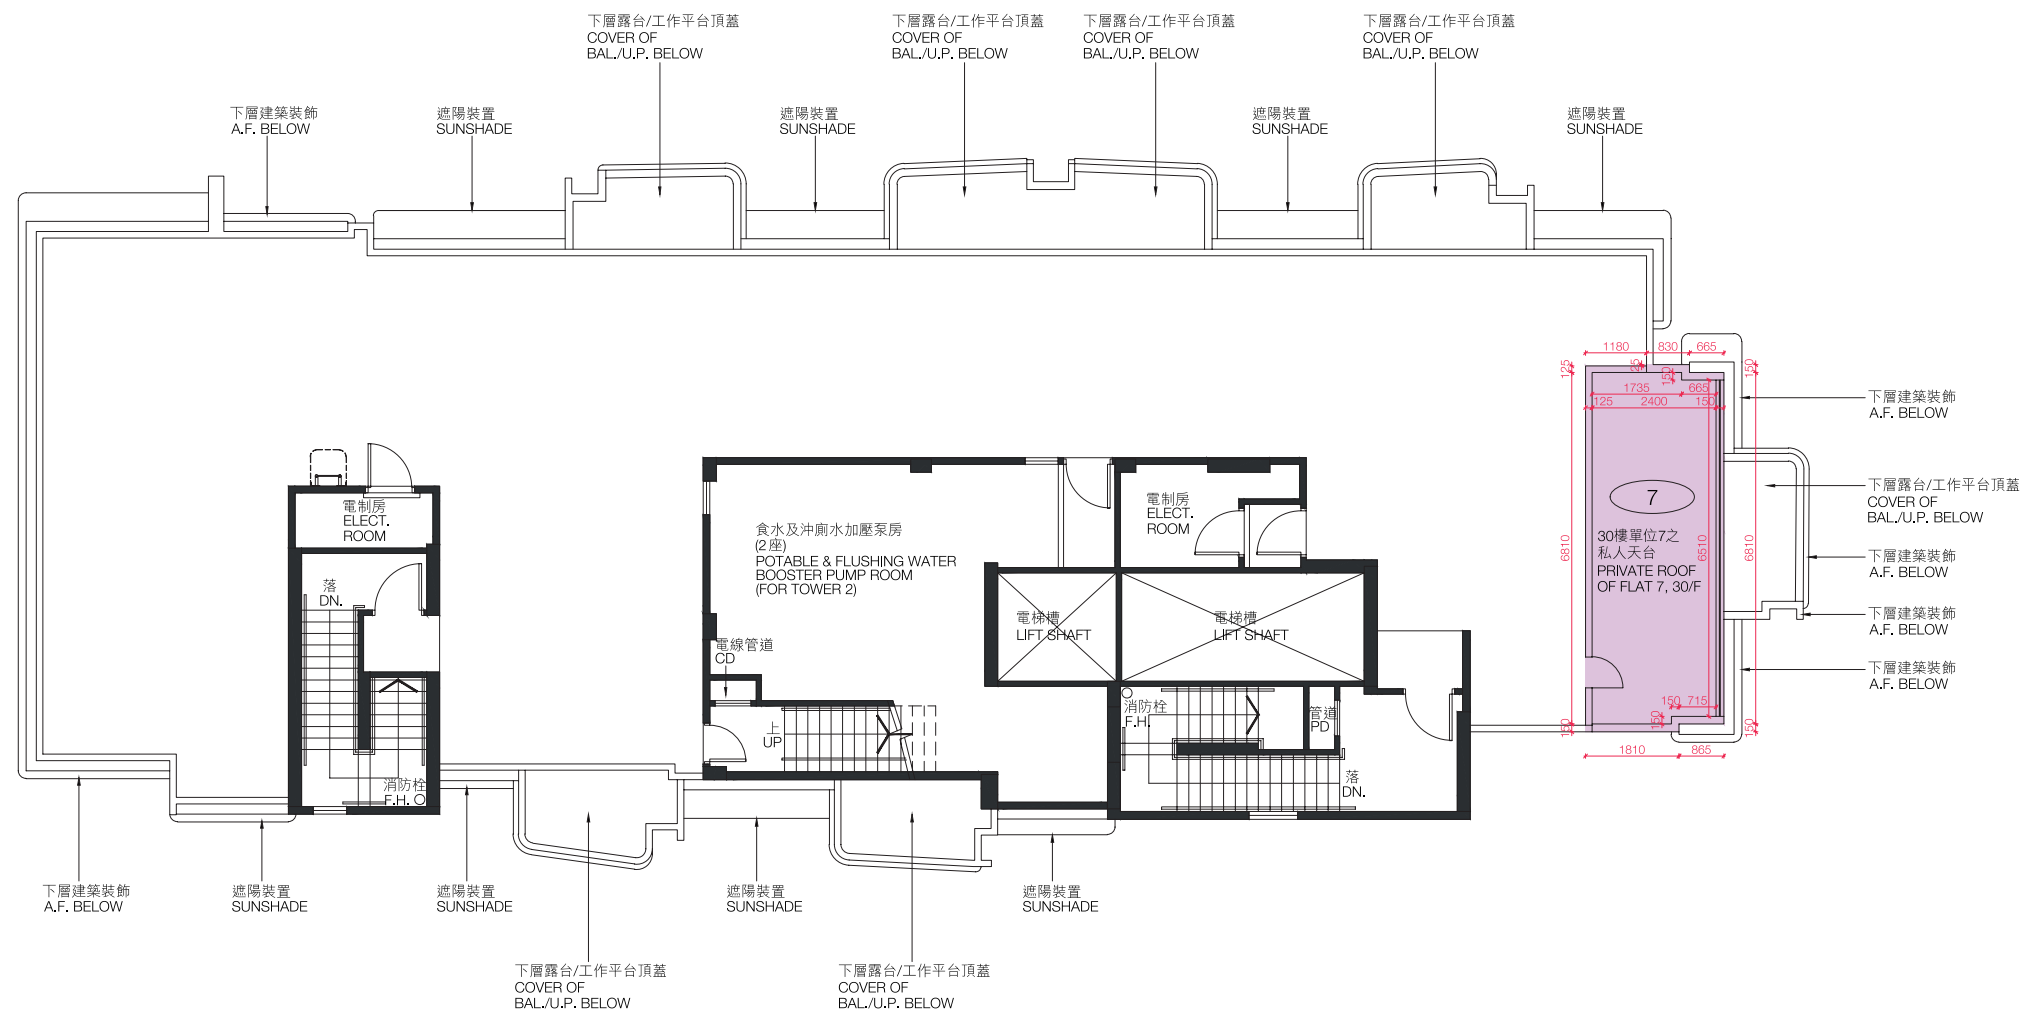 下層露台/工作平台頂蓋
COVER OF
BAL./U.P. BELOW
下層露台/工作平台頂蓋
COVER OF
BAL./U.P. BELOW
下層露台/工作平台頂蓋
COVER OF
BAL./U.P. BELOW
下層露台/工作平台頂蓋
COVER OF
BAL./U.P. BELOW
下層建築裝飾
A.F. BELOW
遮陽裝置
SUNSHADE
遮陽裝置
SUNSHADE
遮陽裝置
SUNSHADE
遮陽裝置
SUNSHADE
1180
830
665
125
25
150
150
1735
665
125
2400
150
6810
6510
6810
7
30樓單位7之
私人天台
PRIVATE ROOF
OF FLAT 7, 30/F
150
715
150
150
150
1810
865
下層建築裝飾
A.F. BELOW
下層露台/工作平台頂蓋
COVER OF
BAL./U.P. BELOW
下層建築裝飾
A.F. BELOW
下層建築裝飾
A.F. BELOW
下層建築裝飾
A.F. BELOW
電制房
ELECT.
ROOM
落
DN.
消防栓
F.H.
食水及沖廁水加壓泵房
(2座)
POTABLE & FLUSHING WATER
BOOSTER PUMP ROOM
(FOR TOWER 2)
電線管道
CD
上
UP
電制房
ELECT.
ROOM
電梯槽
LIFT SHAFT
電梯槽
LIFT SHAFT
消防栓
F.H.
管道
PD
落
DN.
下層建築裝飾
A.F. BELOW
遮陽裝置
SUNSHADE
遮陽裝置
SUNSHADE
遮陽裝置
SUNSHADE
遮陽裝置
SUNSHADE
下層露台/工作平台頂蓋
COVER OF
BAL./U.P. BELOW
下層露台/工作平台頂蓋
COVER OF
BAL./U.P. BELOW